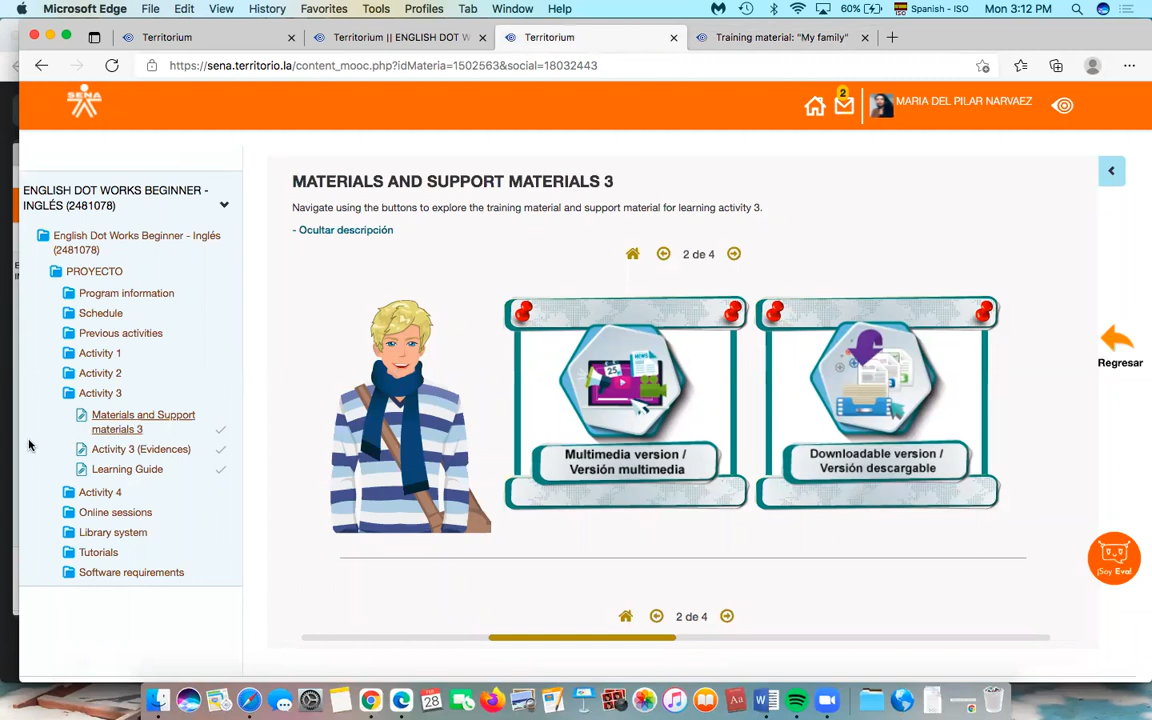 Microsoft Edge File Edit View History Favorites Tools Profiles Tab Window Help 60% Spanish - ISO Mon 3:12 PM
Territorium
Territorium || ENGLISH DOT W
Territorium
Training material: "My family"
https://sena.territorio.la/content_mooc.php?idMateria=1502563&social=18032443
SENA
2
MARIA DEL PILAR NARVAEZ
ENGLISH DOT WORKS BEGINNER -
INGLÉS (2481078)
English Dot Works Beginner - Inglés
(2481078)
PROYECTO
Program information
Schedule
Previous activities
Activity 1
Activity 2
Activity 3
Materials and Support
materials 3
Activity 3 (Evidences)
Learning Guide
Activity 4
Online sessions
Library system
Tutorials
Software requirements
MATERIALS AND SUPPORT MATERIALS 3
Navigate using the buttons to explore the training material and support material for learning activity 3.
- Ocultar descripción
2 de 4
NEWS
25
Multimedia version /
Versión multimedia
Downloadable version /
Versión descargable
2 de 4
Regresar
¡Soy Eva!
FEB
28